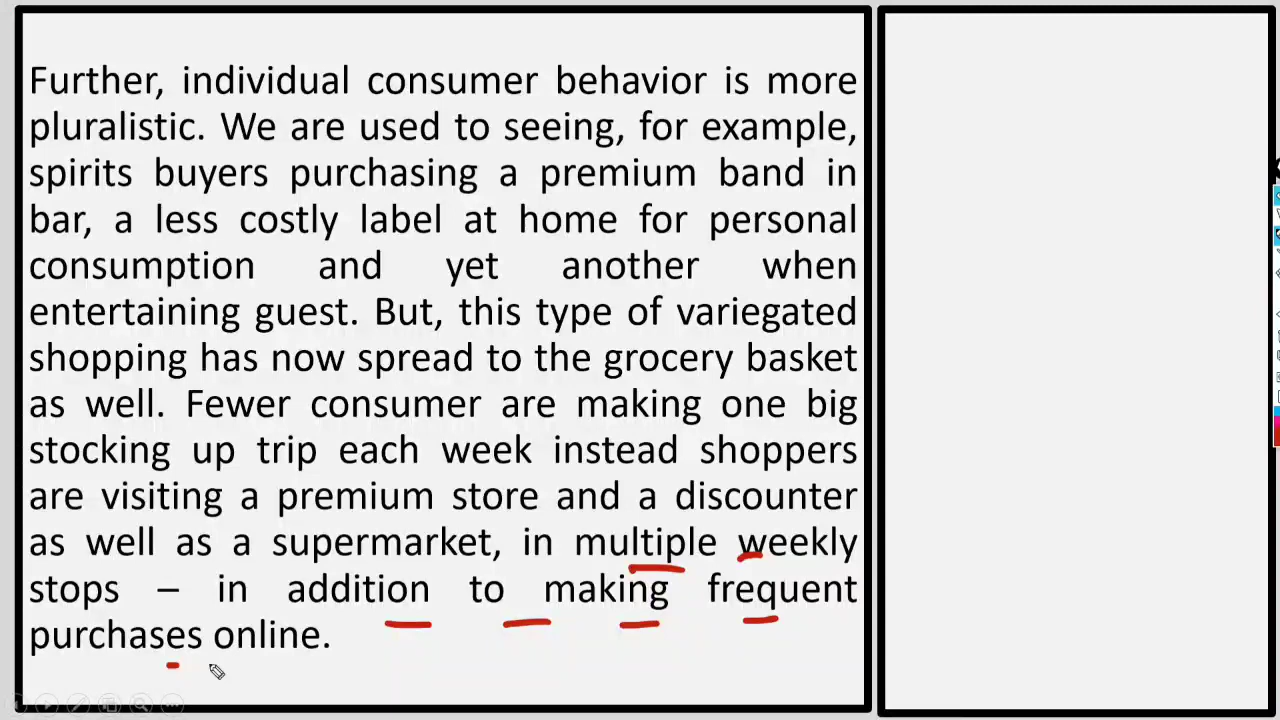 Further, individual consumer behavior is more
pluralistic. We are used to seeing, for example,
spirits buyers purchasing a premium band in
bar, a less costly label at home for personal
consumption and yet another when
entertaining guest. But, this type of variegated
shopping has now spread to the grocery basket
as well. Fewer consumer are making one big
stocking up trip each week instead shoppers
are visiting a premium store and a discounter
as well as a supermarket, in multiple weekly
stops – in addition to making frequent
purchases online.